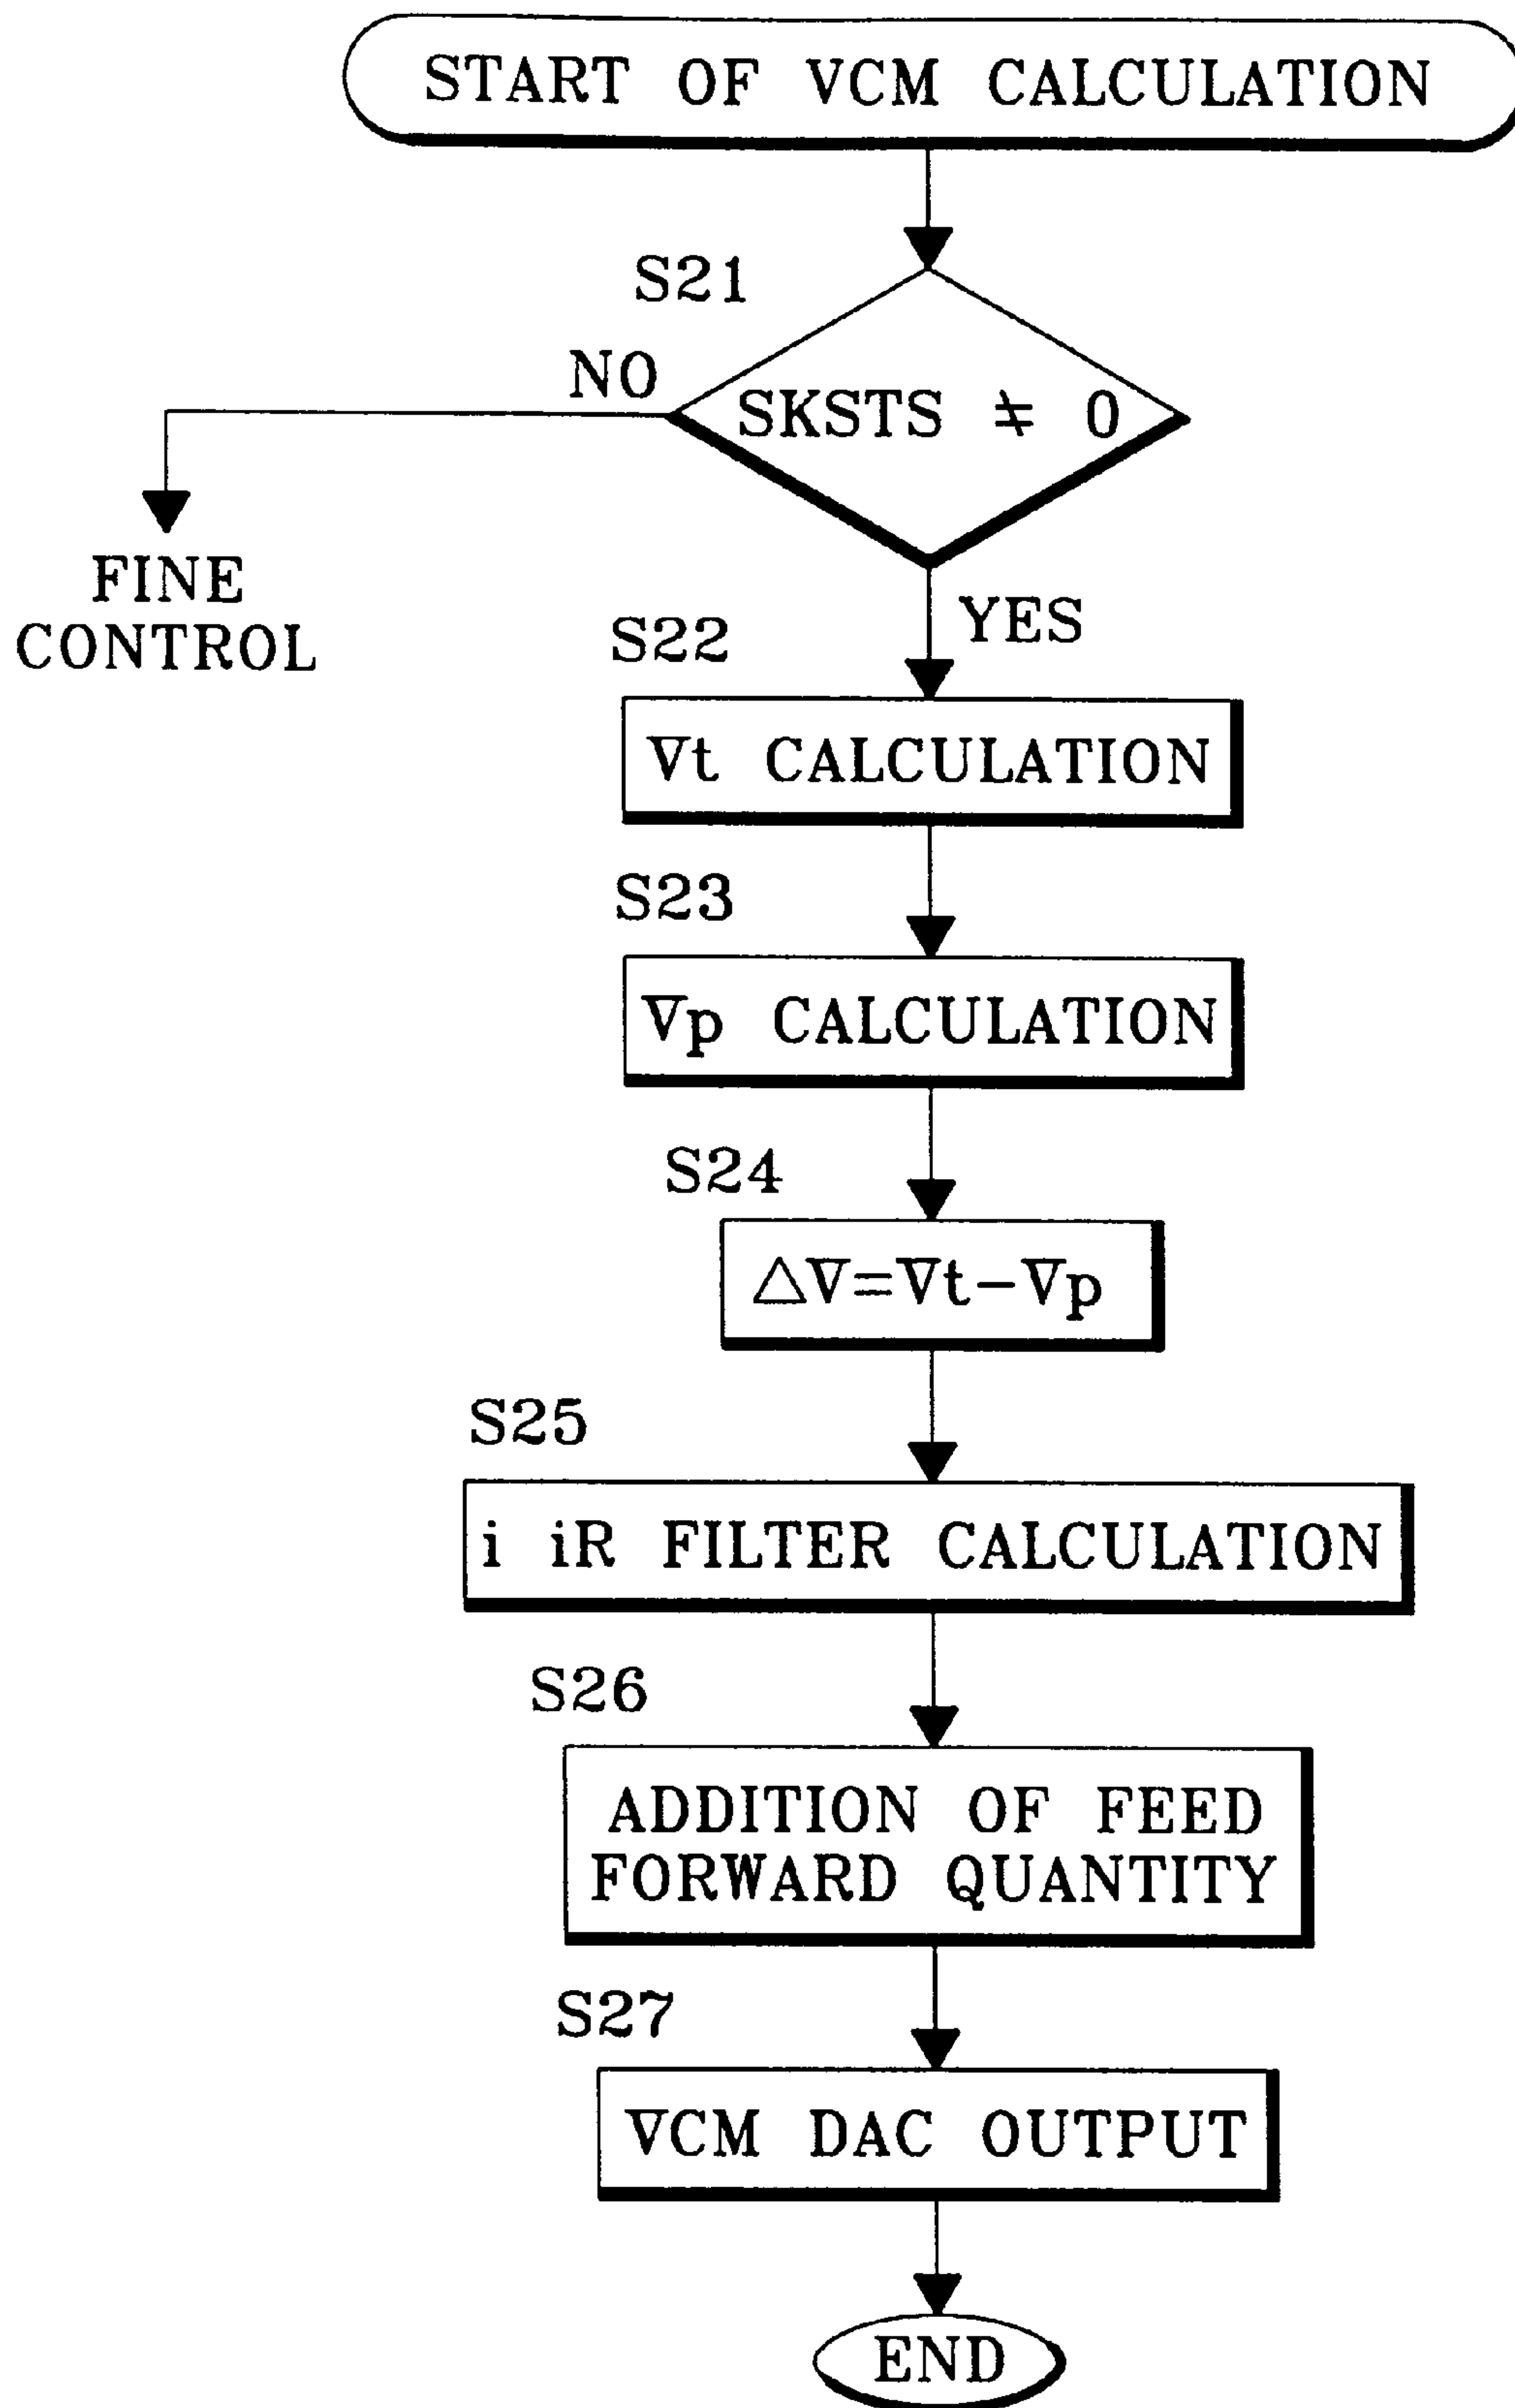 START OF VCM CALCULATION
S21
NO
SKSTS ≠ 0
FINE
CONTROL
YES
S22
Vt CALCULATION
S23
Vp CALCULATION
S24
△V=Vt-Vp
S25
i iR FILTER CALCULATION
S26
ADDITION OF FEED
FORWARD QUANTITY
S27
VCM DAC OUTPUT
END